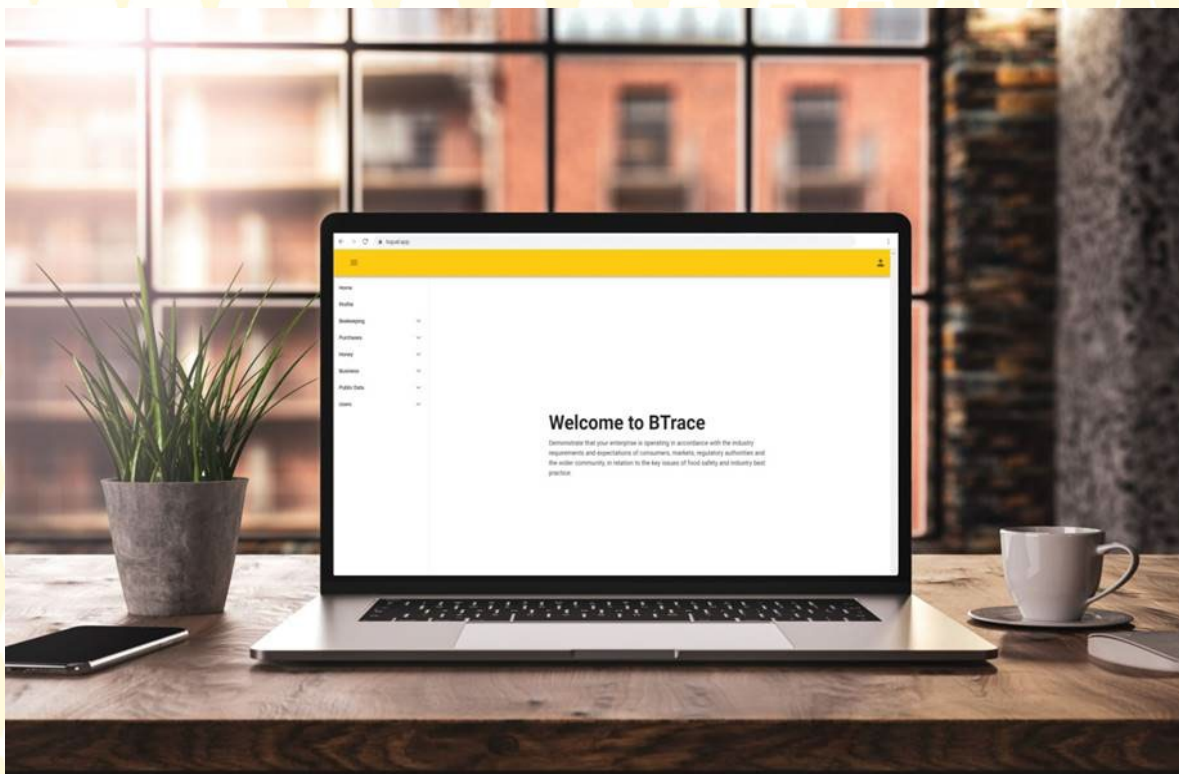 Home
Profile
Beekeeping
Purchases
Honey
Business
Public Data
Users
Welcome to BTrace
Demonstrate that your enterprise is operating in accordance with the industry
requirements and expectations of consumers, markets, regulatory authorities and
the wider community, in relation to the key issues of food safety and industry best
practice.